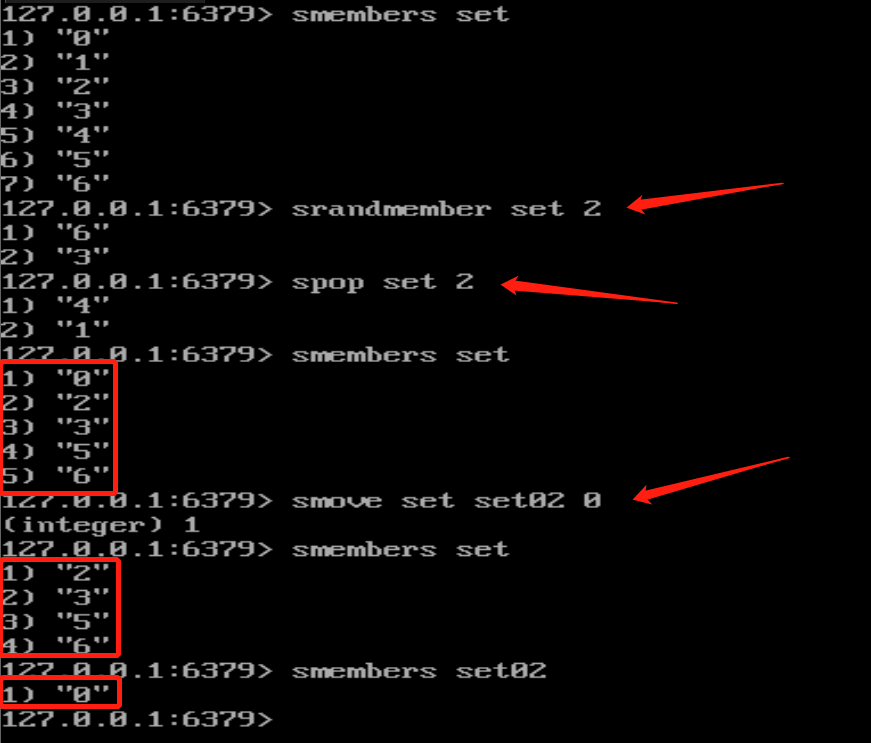 127.0.0.1:6379> smembers set
1) "0"
2) "1"
3) "2"
4) "3"
5) "4"
6) "5"
7) "6"
127.0.0.1:6379> srandmember set 2
1) "6"
2) "3"
127.0.0.1:6379> spop set 2
1) "4"
2) "1"
127.0.0.1:6379> smembers set
1) "0"
2) "2"
3) "3"
4) "5"
5) "6"
127.0.0.1:6379> smove set set02 0
(integer) 1
127.0.0.1:6379> smembers set
1) "2"
2) "3"
3) "5"
4) "6"
127.0.0.1:6379> smembers set02
1) "0"
127.0.0.1:6379>